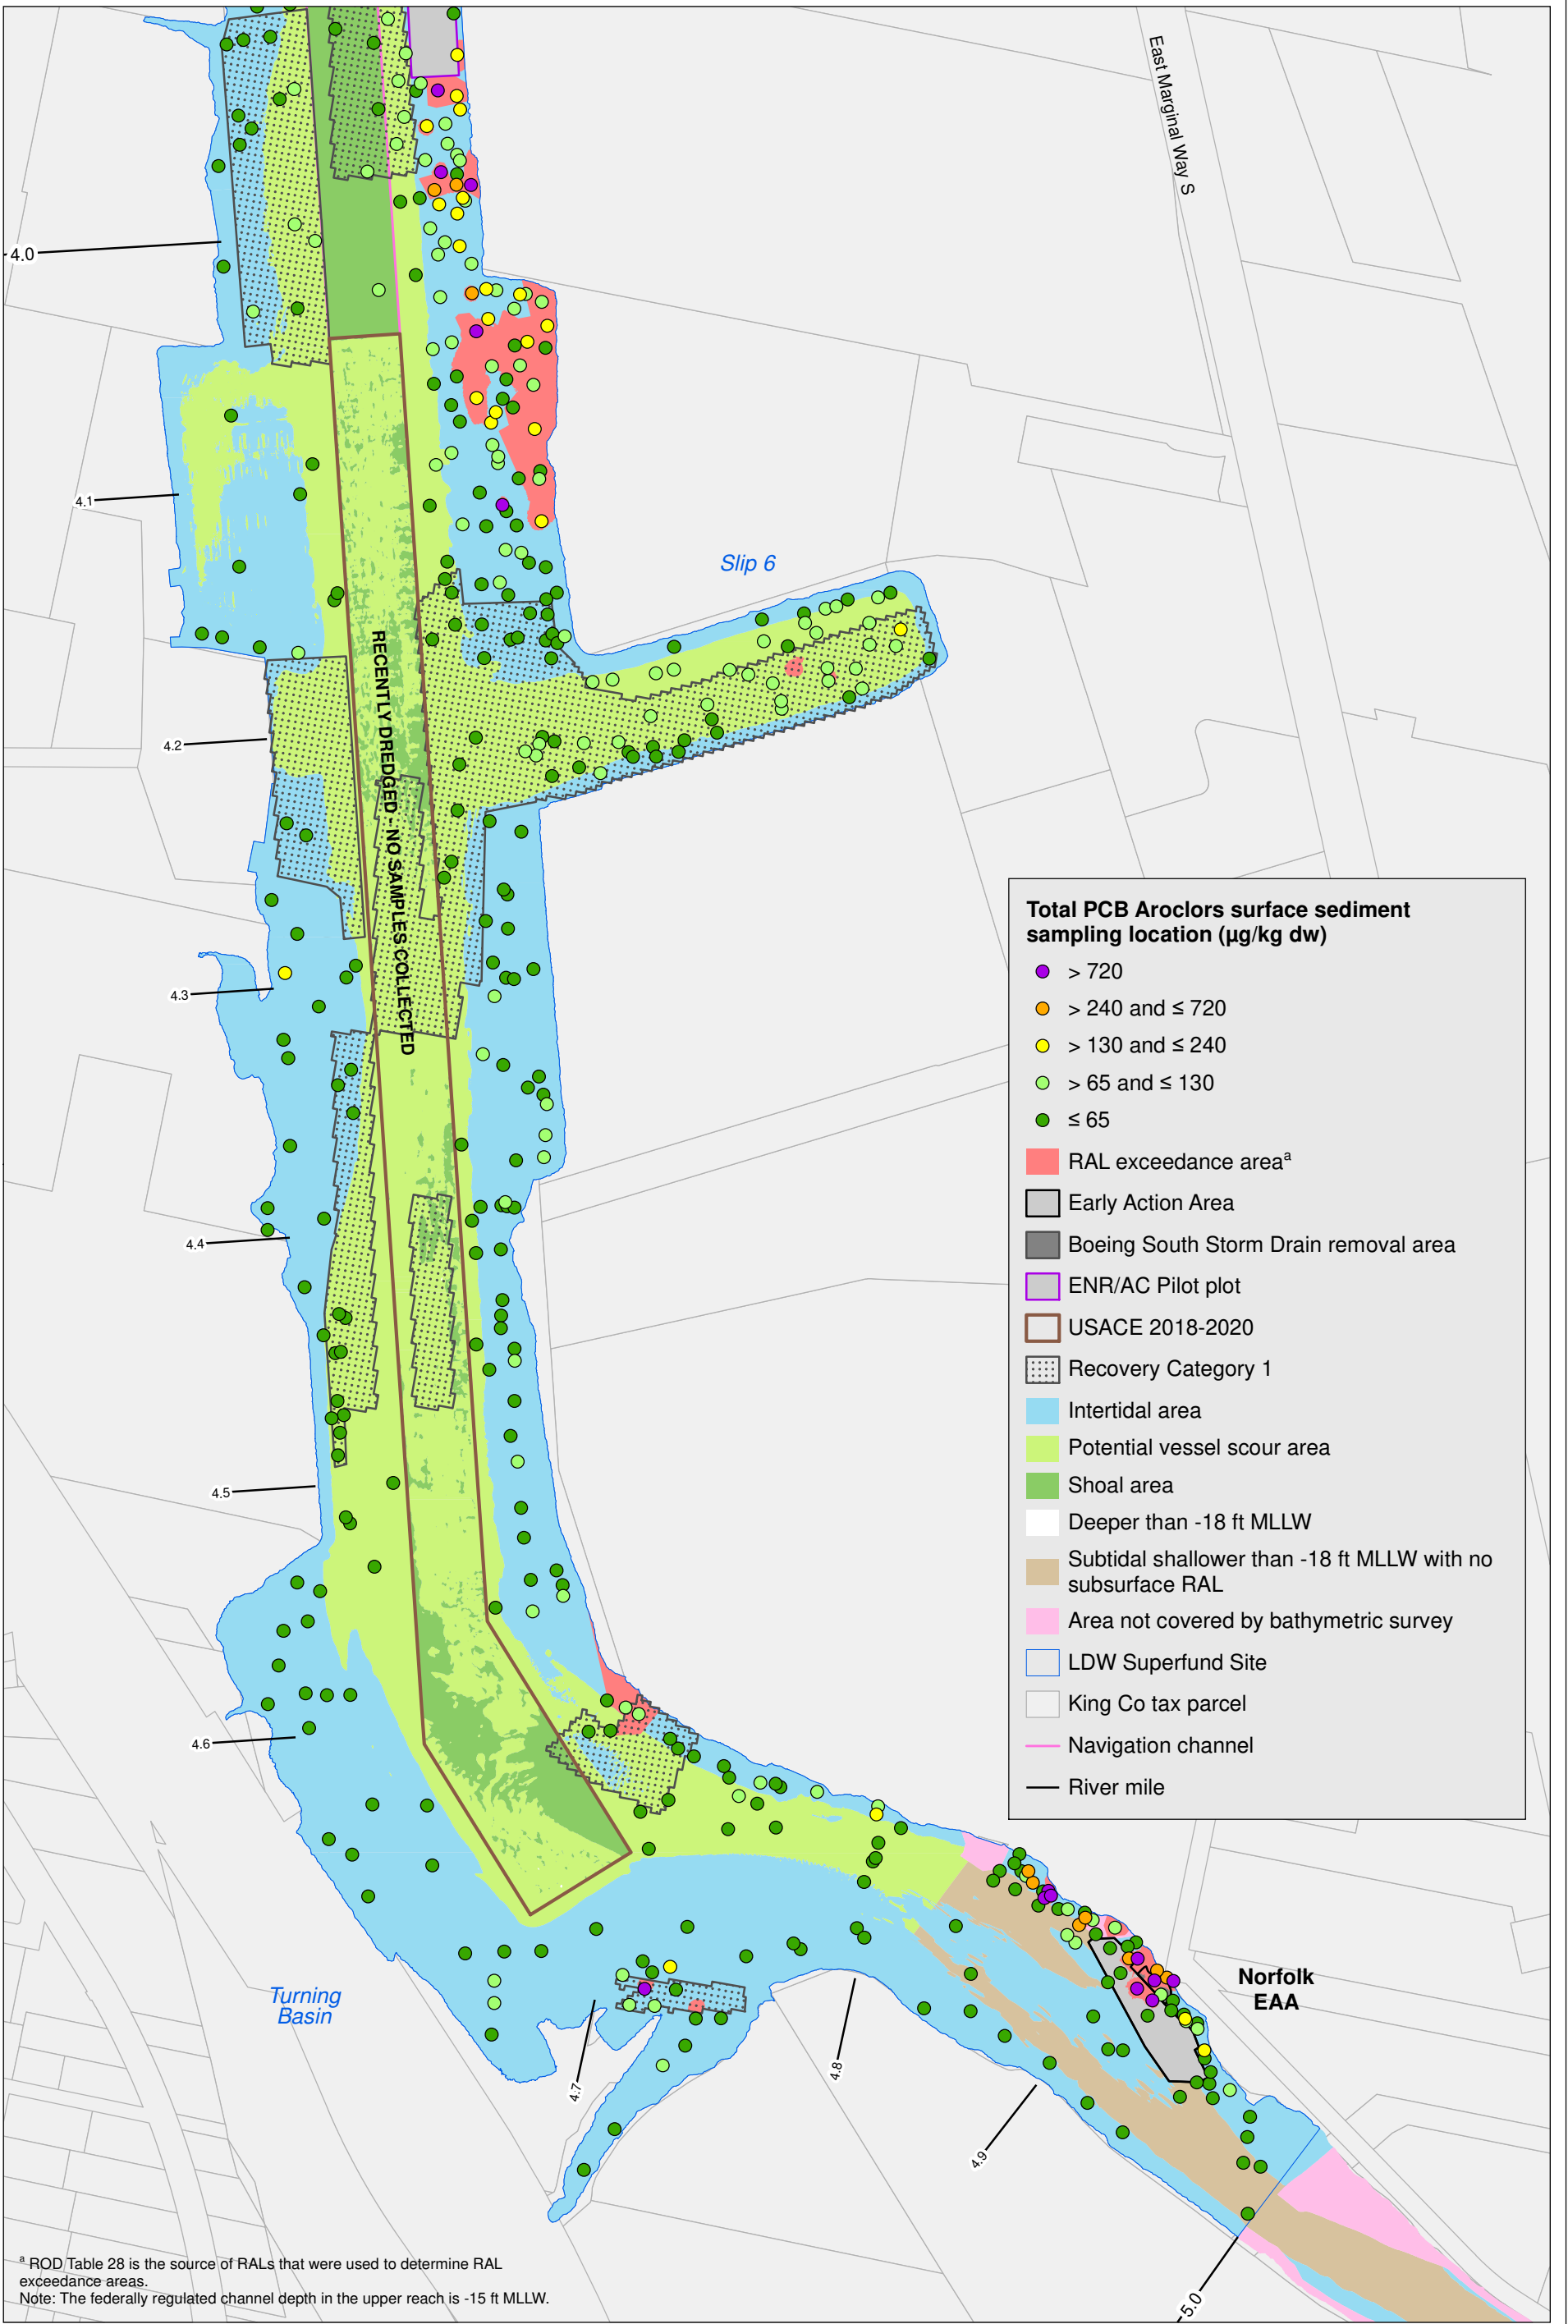 East Marginal Way S
4.0
4.1
Slip 6
RECENTLY DREDGED - NO SAMPLES COLLECTED
4.2
4.3
4.4
4.5
4.6
Turning
Basin
4.7
4.8
4.9
5.0
Norfolk
EAA
Total PCB Aroclors surface sediment
sampling location (µg/kg dw)
> 720
> 240 and ≤ 720
> 130 and ≤ 240
> 65 and ≤ 130
≤ 65
RAL exceedance areaᵃ
Early Action Area
Boeing South Storm Drain removal area
ENR/AC Pilot plot
USACE 2018-2020
Recovery Category 1
Intertidal area
Potential vessel scour area
Shoal area
Deeper than -18 ft MLLW
Subtidal shallower than -18 ft MLLW with no
subsurface RAL
Area not covered by bathymetric survey
LDW Superfund Site
King Co tax parcel
Navigation channel
River mile
ᵃ ROD Table 28 is the source of RALs that were used to determine RAL
exceedance areas.
Note: The federally regulated channel depth in the upper reach is -15 ft MLLW.